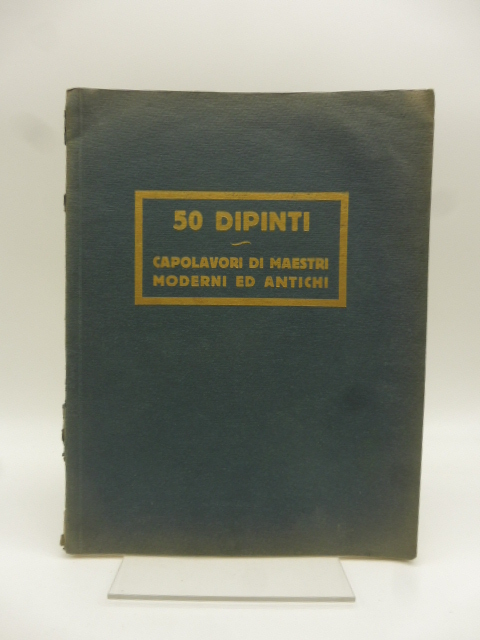 50 DIPINTI
CAPOLAVORI DI MAESTRI
MODERNI ED ANTICHI